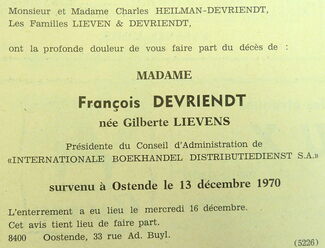 Monsieur et Madame Charles HEILMAN-DEVRIENDT,
Les Familles LIEVEN & DEVRIENDT,
ont la profonde douleur de vous faire part du décès de :
MADAME
François DEVRIENDT
née Gilberte LIEVENS
Présidente du Conseil d'Administration de
«INTERNATIONALE BOEKHANDEL DISTRIBUTIEDIENST S.A.»
survenu à Ostende le 13 décembre 1970
L'enterrement a eu lieu le mercredi 16 décembre.
Cet avis tient lieu de faire part.
8400 Oostende, 33 rue Ad. Buyl.
(5226)